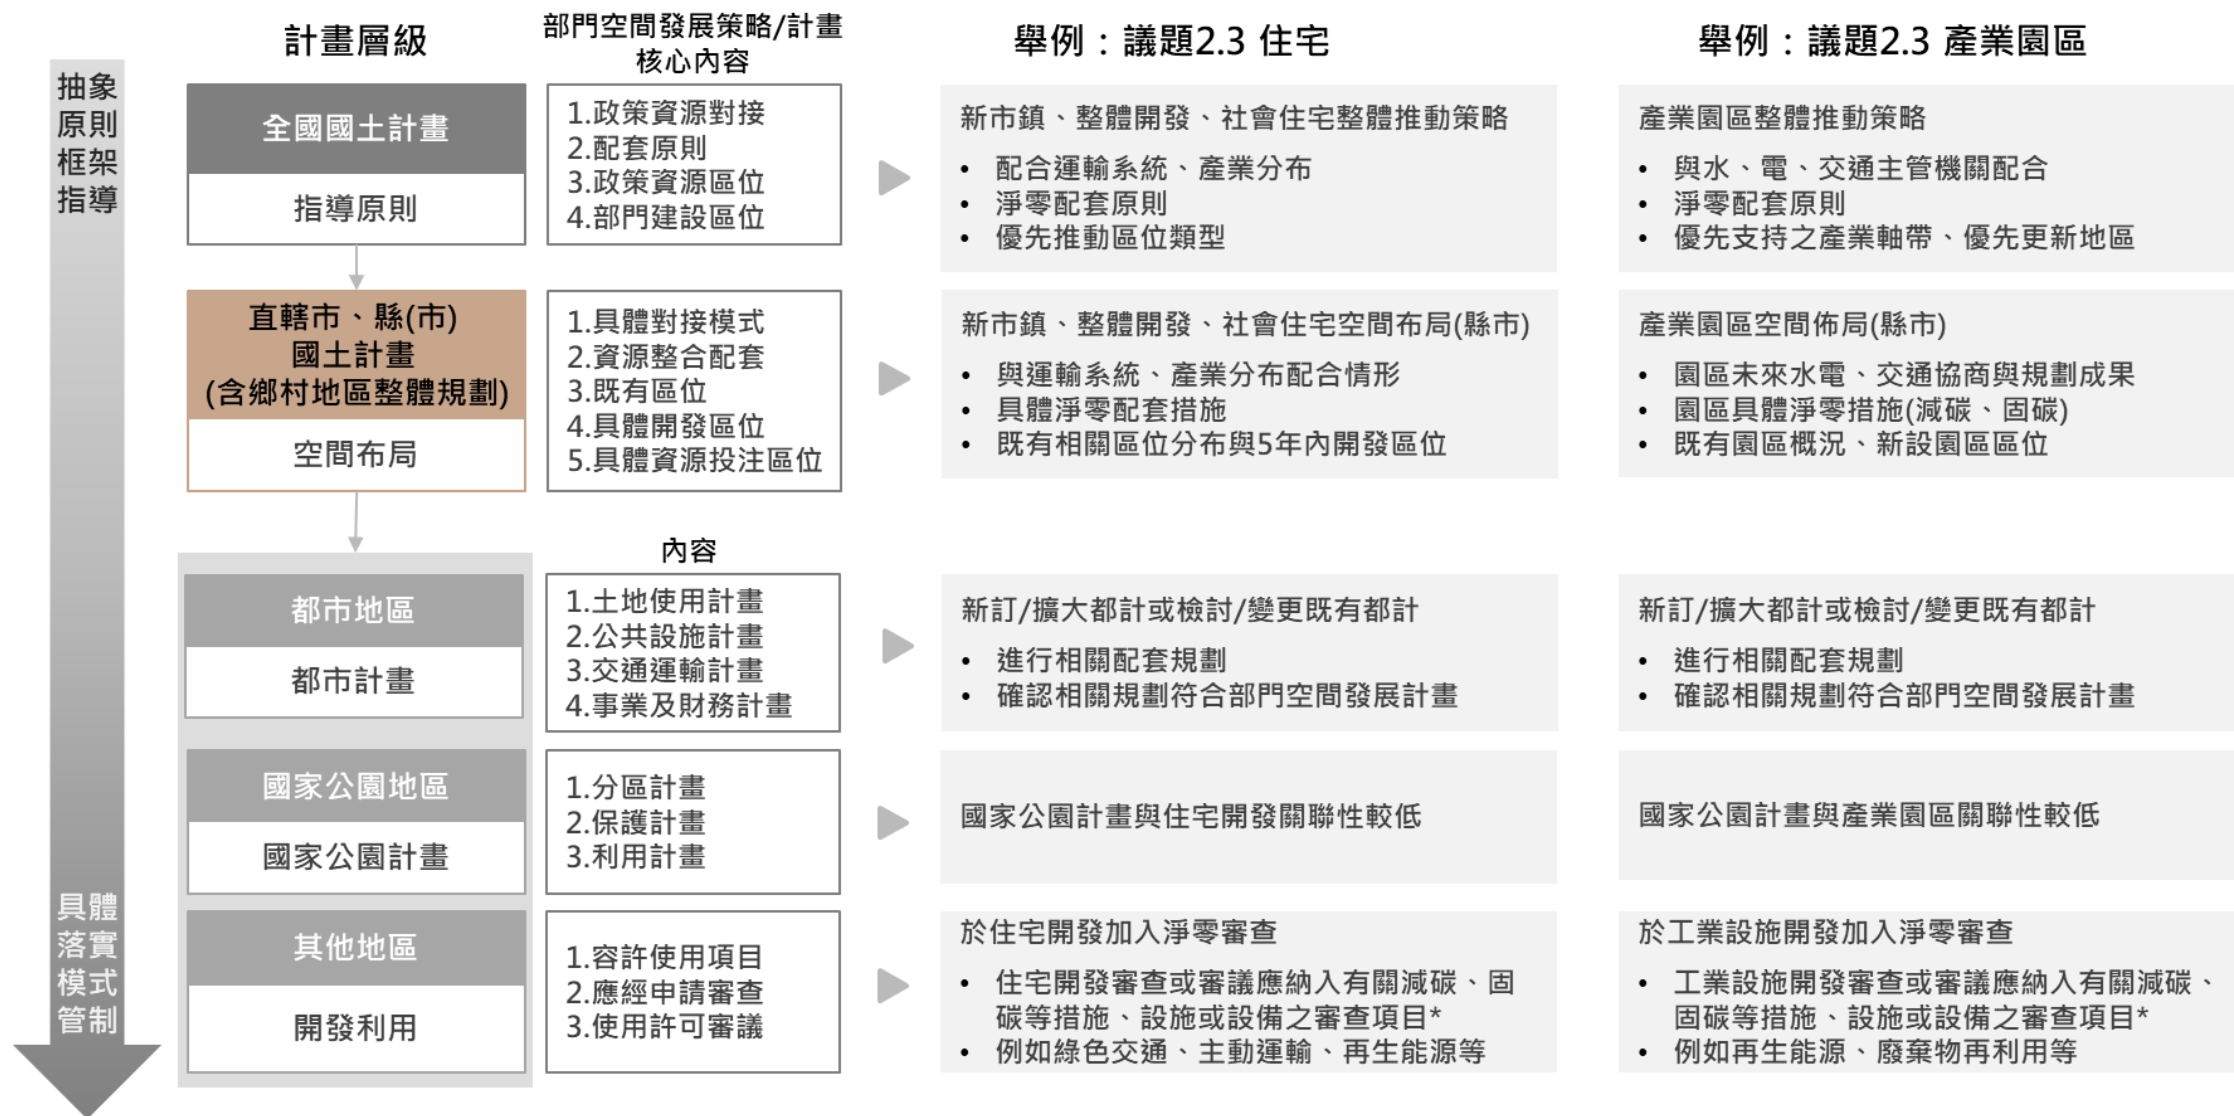 計畫層級
部門空間發展策略/計畫
核心內容
舉例：議題2.3 住宅
舉例：議題2.3 產業園區
抽象
原則
框架
指導
全國國土計畫
指導原則
1.政策資源對接
2.配套原則
3.政策資源區位
4.部門建設區位
新市鎮、整體開發、社會住宅整體推動策略
• 配合運輸系統、產業分布
• 淨零配套原則
• 優先推動區位類型
產業園區整體推動策略
• 與水、電、交通主管機關配合
• 淨零配套原則
• 優先支持之產業軸帶、優先更新地區
直轄市、縣(市)
國土計畫
(含鄉村地區整體規劃)
空間布局
1.具體對接模式
2.資源整合配套
3.既有區位
4.具體開發區位
5.具體資源投注區位
新市鎮、整體開發、社會住宅空間布局(縣市)
• 與運輸系統、產業分布配合情形
• 具體淨零配套措施
• 既有相關區位分布與5年內開發區位
產業園區空間佈局(縣市)
• 園區未來水電、交通協商與規劃成果
• 園區具體淨零措施(減碳、固碳)
• 既有園區概況、新設園區區位
內容
都市地區
都市計畫
1.土地使用計畫
2.公共設施計畫
3.交通運輸計畫
4.事業及財務計畫
新訂/擴大都計或檢討/變更既有都計
• 進行相關配套規劃
• 確認相關規劃符合部門空間發展計畫
新訂/擴大都計或檢討/變更既有都計
• 進行相關配套規劃
• 確認相關規劃符合部門空間發展計畫
國家公園地區
國家公園計畫
1.分區計畫
2.保護計畫
3.利用計畫
國家公園計畫與住宅開發關聯性較低
國家公園計畫與產業園區關聯性較低
具體
落實
模式
管制
其他地區
開發利用
1.容許使用項目
2.應經申請審查
3.使用許可審議
於住宅開發加入淨零審查
• 住宅開發審查或審議應納入有關減碳、固
碳等措施、設施或設備之審查項目*
• 例如綠色交通、主動運輸、再生能源等
於工業設施開發加入淨零審查
• 工業設施開發審查或審議應納入有關減碳、
固碳等措施、設施或設備之審查項目*
• 例如再生能源、廢棄物再利用等